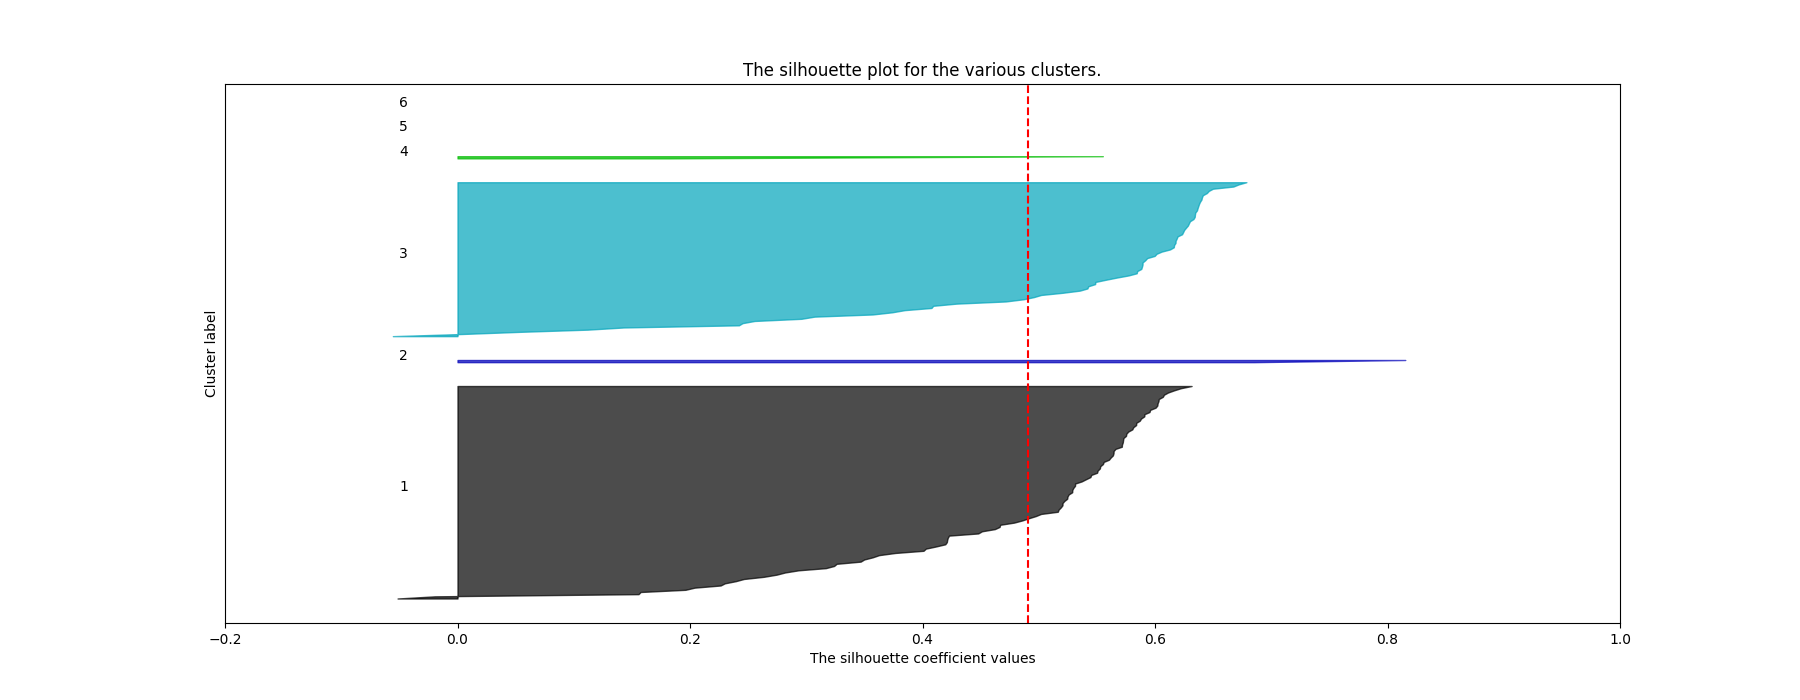 The silhouette plot for the various clusters.
6
5
4
3
2
1
Cluster label
−0.2 0.0 0.2 0.4 0.6 0.8 1.0
The silhouette coefficient values